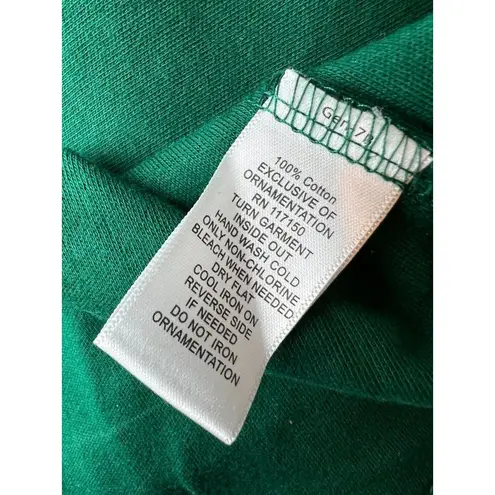 100% Cotton
EXCLUSIVE OF
ORNAMENTATION
RN 117150
TURN GARMENT
INSIDE OUT
HAND WASH COLD
ONLY NON-CHLORINE
BLEACH WHEN NEEDED
DRY FLAT
COOL IRON ON
REVERSE SIDE
IF NEEDED
DO NOT IRON
ORNAMENTATION